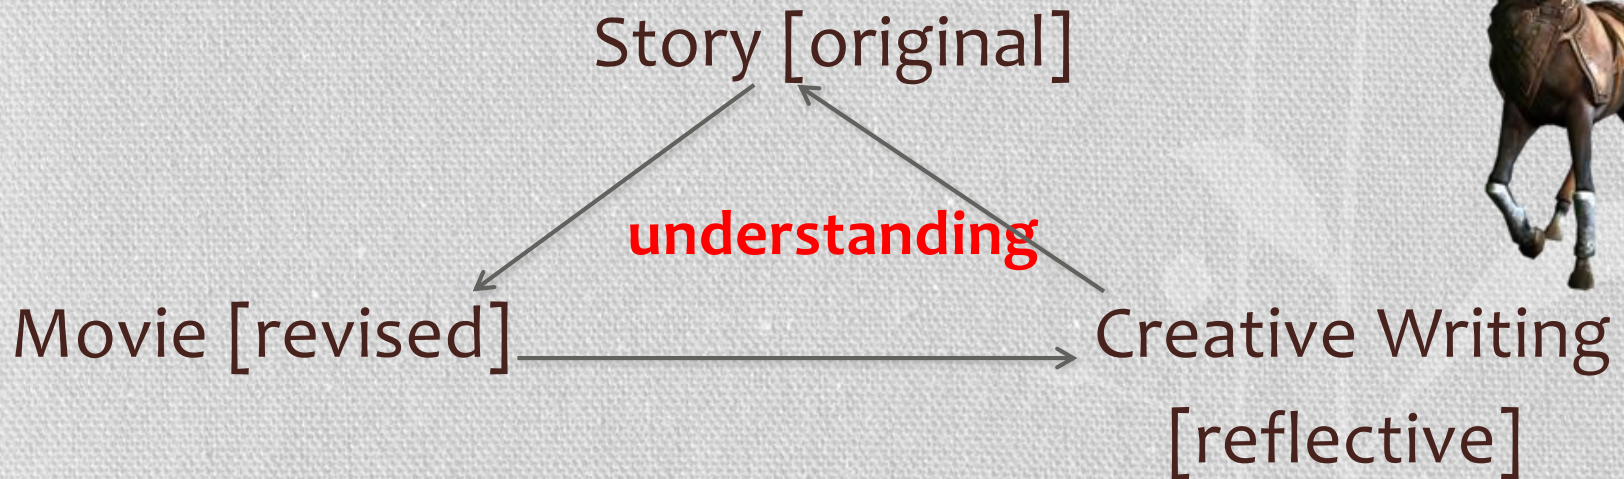 Story [original]
understanding
Movie [revised]
Creative Writing
[reflective]